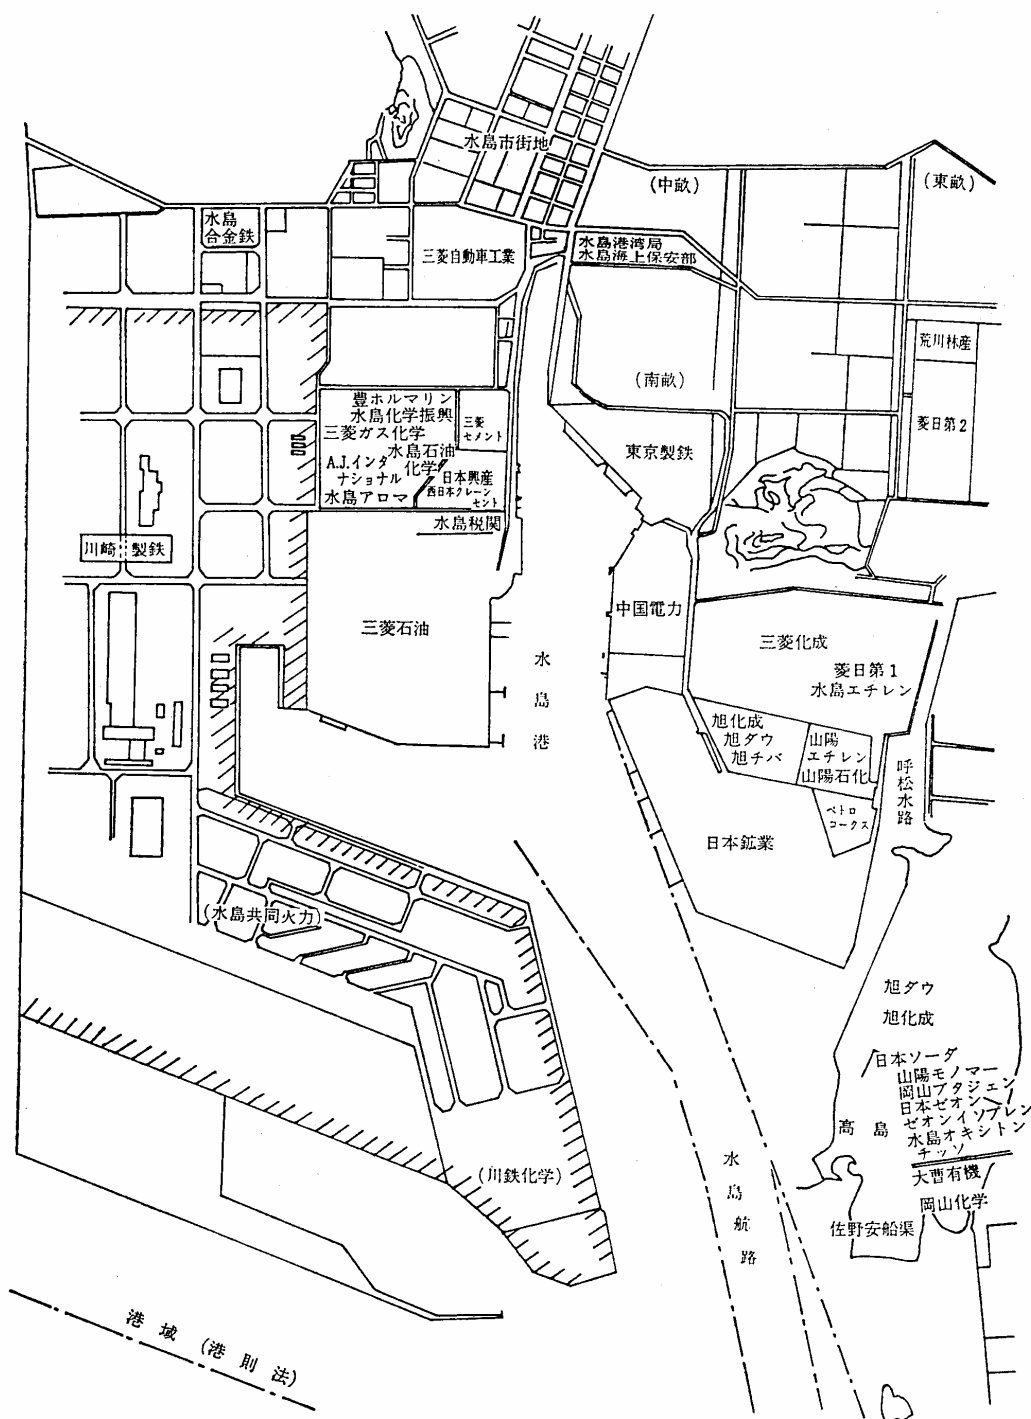 水島市街地
(中畝)
(東畝)
水島
合金鉄
三菱自動車工業
水島港湾局
水島海上保安部
荒川林産
(南畝)
豊ホルマリン
水島化学振興
三菱ガス化学
水島石油
化学
A.J.インタ
ナショナル
水島アロマ
三菱
セメント
日本興産
西日本クレーン
セント
水島税関
東京製鉄
菱日第2
川崎製鉄
三菱石油
中国電力
三菱化成
菱日第1
水島エチレン
水島港
旭化成
旭ダウ
旭チバ
山陽
エチレン
山陽石化
ペトロ
コークス
呼松水路
日本鉱業
(水島共同火力)
旭ダウ
旭化成
日本ソーダ
山陽モノマー
岡山ブタジェン
日本ゼオン
ゼオンイソプレン
水島オキシトン
チッソ
高島
大曹有機
岡山化学
佐野安船渠
(川鉄化学)
水島航路
港域(港則法)